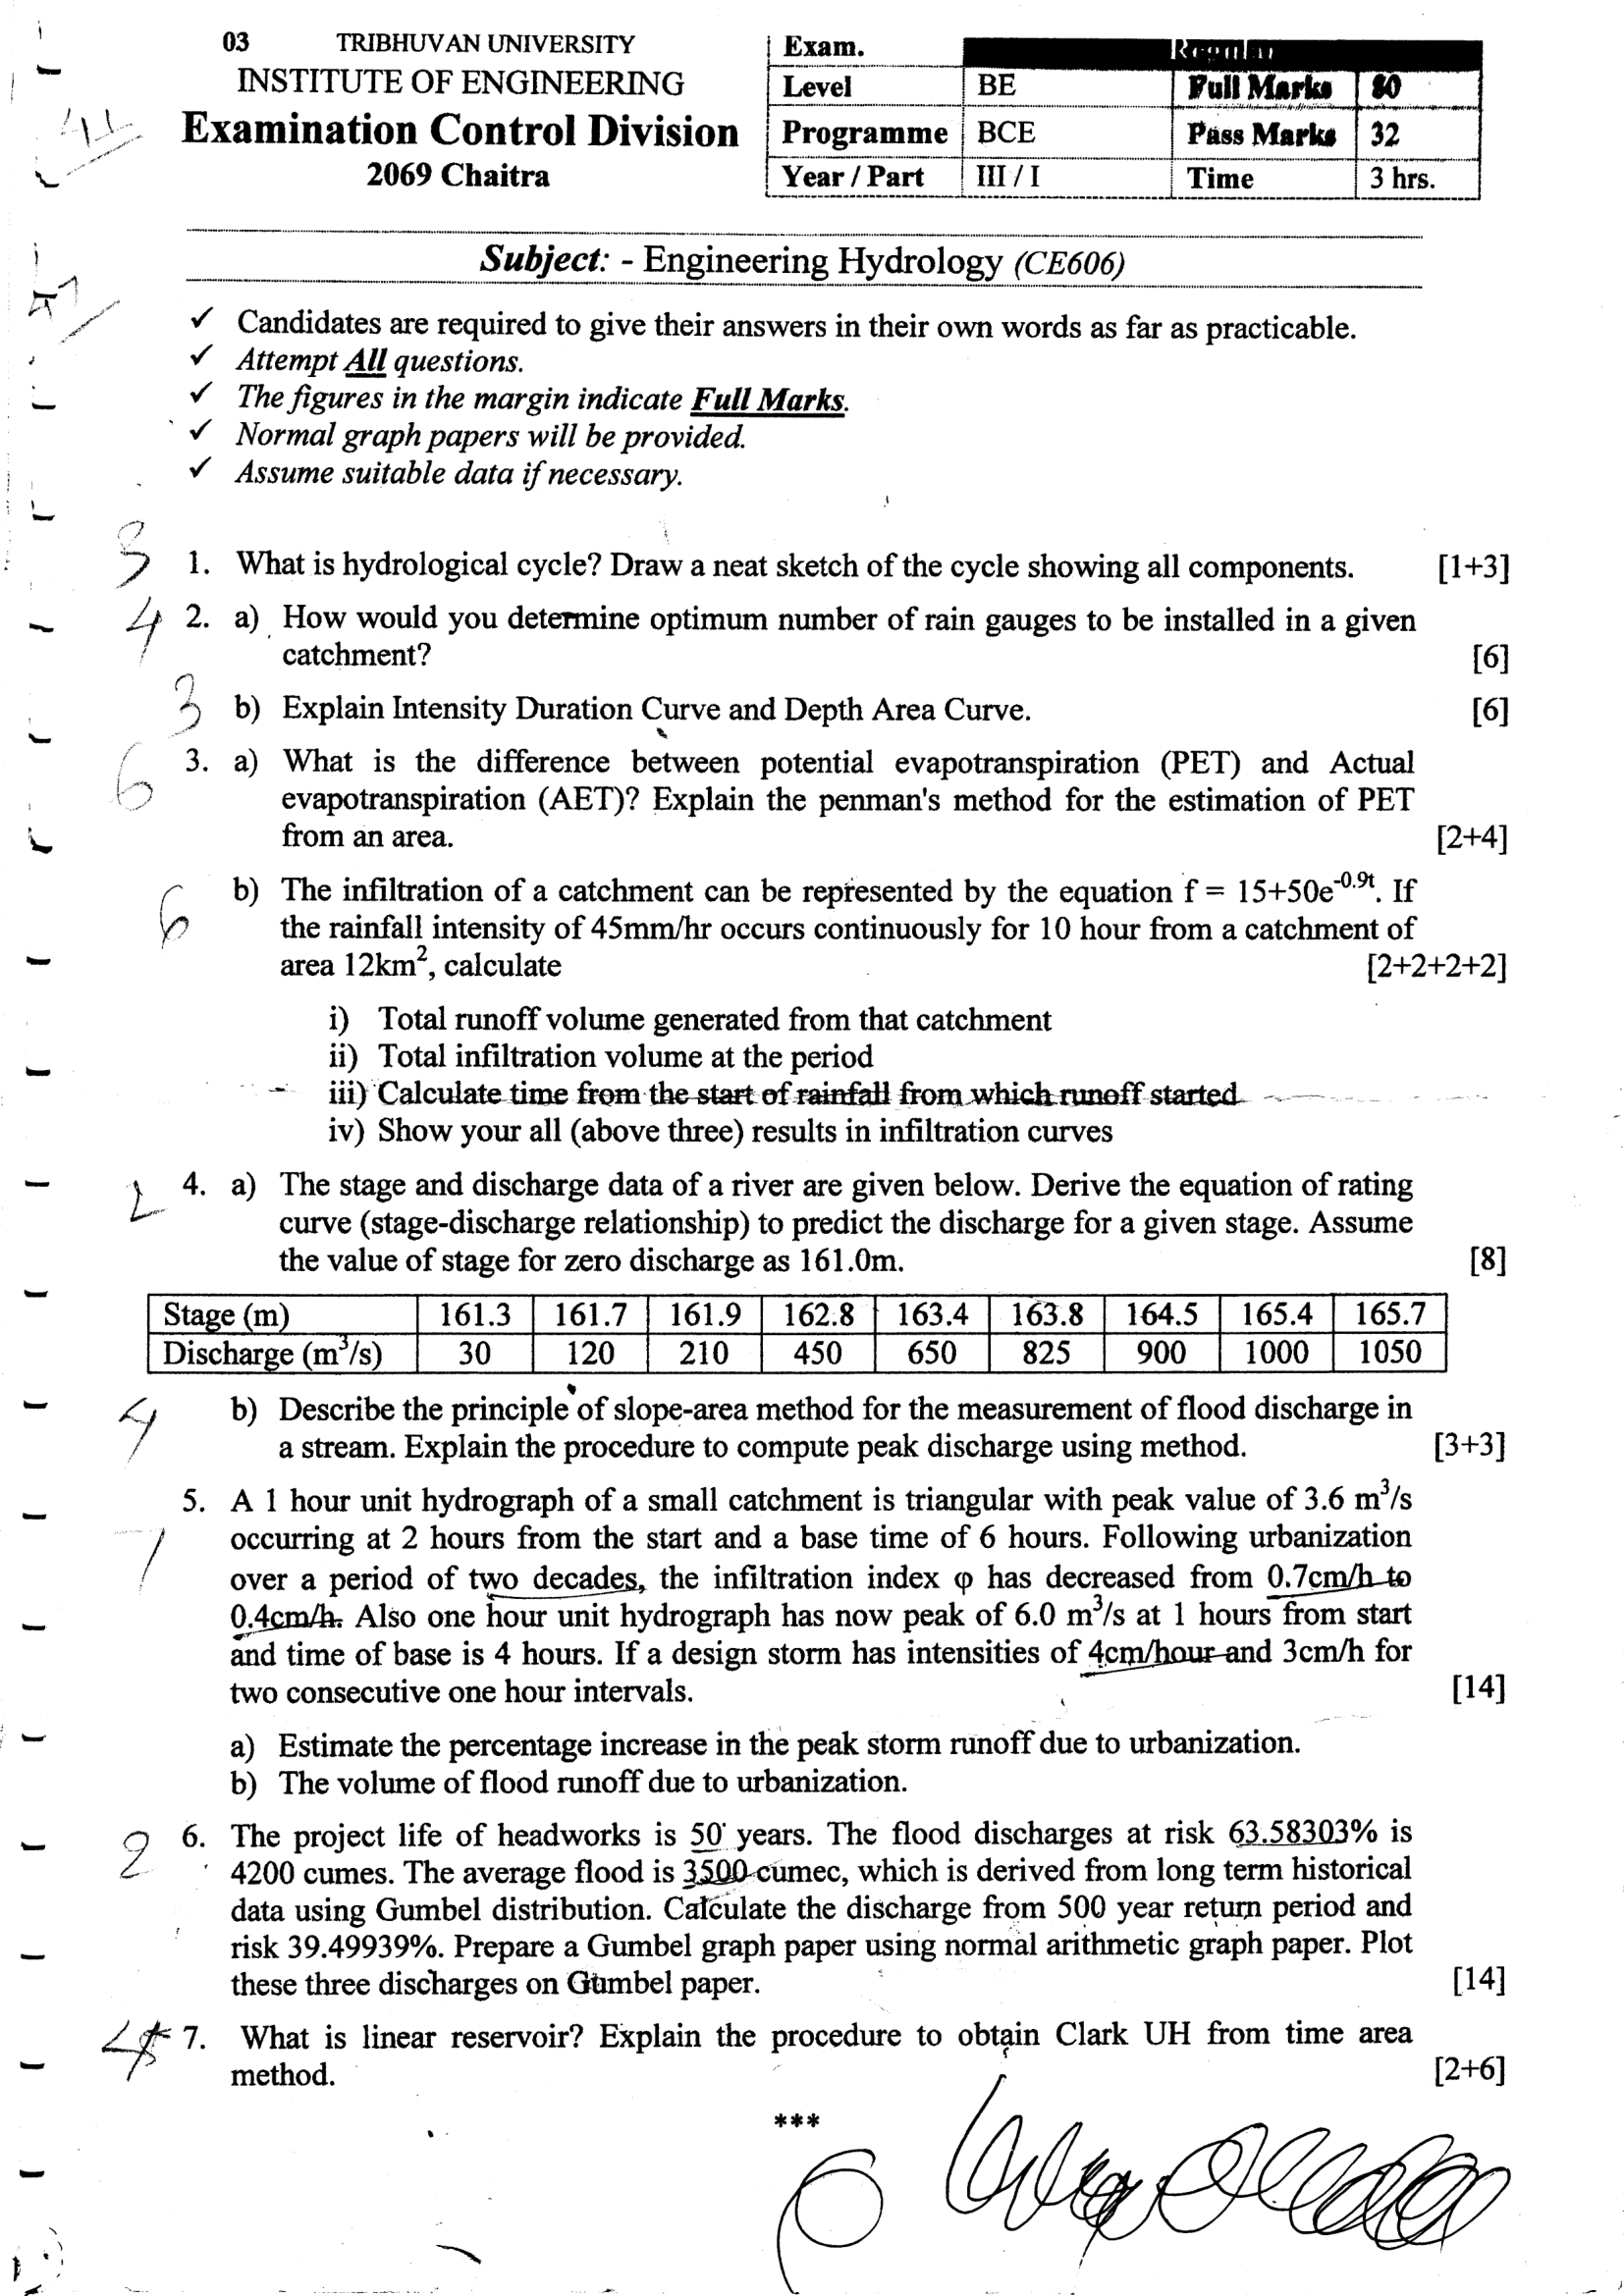 03 TRIBHUVAN UNIVERSITY
INSTITUTE OF ENGINEERING
Examination Control Division
2069 Chaitra
Exam. Regular
Level BE Full Marks 80
Programme BCE Pass Marks 32
Year / Part III / I Time 3 hrs.
Subject: - Engineering Hydrology (CE606)
✓ Candidates are required to give their answers in their own words as far as practicable.
✓ Attempt All questions.
✓ The figures in the margin indicate Full Marks.
✓ Normal graph papers will be provided.
✓ Assume suitable data if necessary.
3 1. What is hydrological cycle? Draw a neat sketch of the cycle showing all components. [1+3]
4 2. a) How would you determine optimum number of rain gauges to be installed in a given
catchment? [6]
3 b) Explain Intensity Duration Curve and Depth Area Curve. [6]
6 3. a) What is the difference between potential evapotranspiration (PET) and Actual
evapotranspiration (AET)? Explain the penman's method for the estimation of PET
from an area. [2+4]
6 b) The infiltration of a catchment can be represented by the equation f = 15+50e⁻⁰·⁹ᵗ. If
the rainfall intensity of 45mm/hr occurs continuously for 10 hour from a catchment of
area 12km², calculate [2+2+2+2]
i) Total runoff volume generated from that catchment
ii) Total infiltration volume at the period
iii) Calculate time from the start of rainfall from which runoff started
iv) Show your all (above three) results in infiltration curves
4. a) The stage and discharge data of a river are given below. Derive the equation of rating
curve (stage-discharge relationship) to predict the discharge for a given stage. Assume
the value of stage for zero discharge as 161.0m. [8]
Stage (m) 161.3 161.7 161.9 162.8 163.4 163.8 164.5 165.4 165.7
Discharge (m³/s) 30 120 210 450 650 825 900 1000 1050
4 b) Describe the principle of slope-area method for the measurement of flood discharge in
a stream. Explain the procedure to compute peak discharge using method. [3+3]
5. A 1 hour unit hydrograph of a small catchment is triangular with peak value of 3.6 m³/s
7 occurring at 2 hours from the start and a base time of 6 hours. Following urbanization
over a period of two decades, the infiltration index φ has decreased from 0.7cm/h to
0.4cm/h. Also one hour unit hydrograph has now peak of 6.0 m³/s at 1 hours from start
and time of base is 4 hours. If a design storm has intensities of 4cm/hour and 3cm/h for
two consecutive one hour intervals. [14]
a) Estimate the percentage increase in the peak storm runoff due to urbanization.
b) The volume of flood runoff due to urbanization.
2 6. The project life of headworks is 50 years. The flood discharges at risk 63.58303% is
4200 cumes. The average flood is 3500 cumec, which is derived from long term historical
data using Gumbel distribution. Calculate the discharge from 500 year return period and
risk 39.49939%. Prepare a Gumbel graph paper using normal arithmetic graph paper. Plot
these three discharges on Gumbel paper. [14]
7. What is linear reservoir? Explain the procedure to obtain Clark UH from time area
method. [2+6]
***